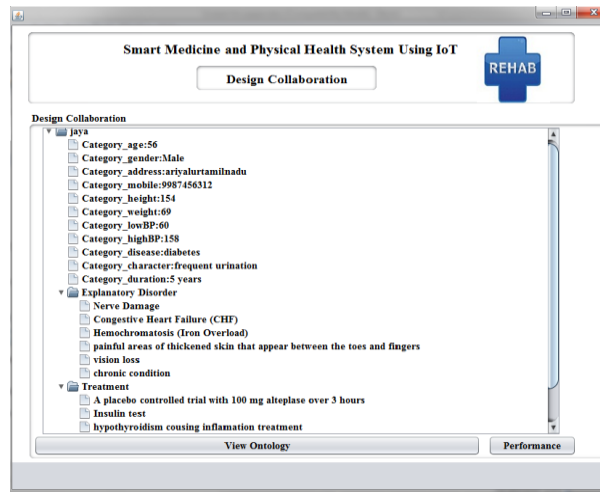 Smart Medicine and Physical Health System Using IoT
REHAB
Design Collaboration
Design Collaboration
jaya
Category_age:56
Category_gender:Male
Category_address:ariyalurtamilnadu
Category_mobile:9987456312
Category_height:154
Category_weight:69
Category_lowBP:60
Category_highBP:158
Category_disease:diabetes
Category_character:frequent urination
Category_duration:5 years
Explanatory Disorder
Nerve Damage
Congestive Heart Failure (CHF)
Hemochromatosis (Iron Overload)
painful areas of thickened skin that appear between the toes and fingers
vision loss
chronic condition
Treatment
A placebo controlled trial with 100 mg alteplase over 3 hours
Insulin test
hypothyroidism cousing inflamation treatment
View Ontology
Performance